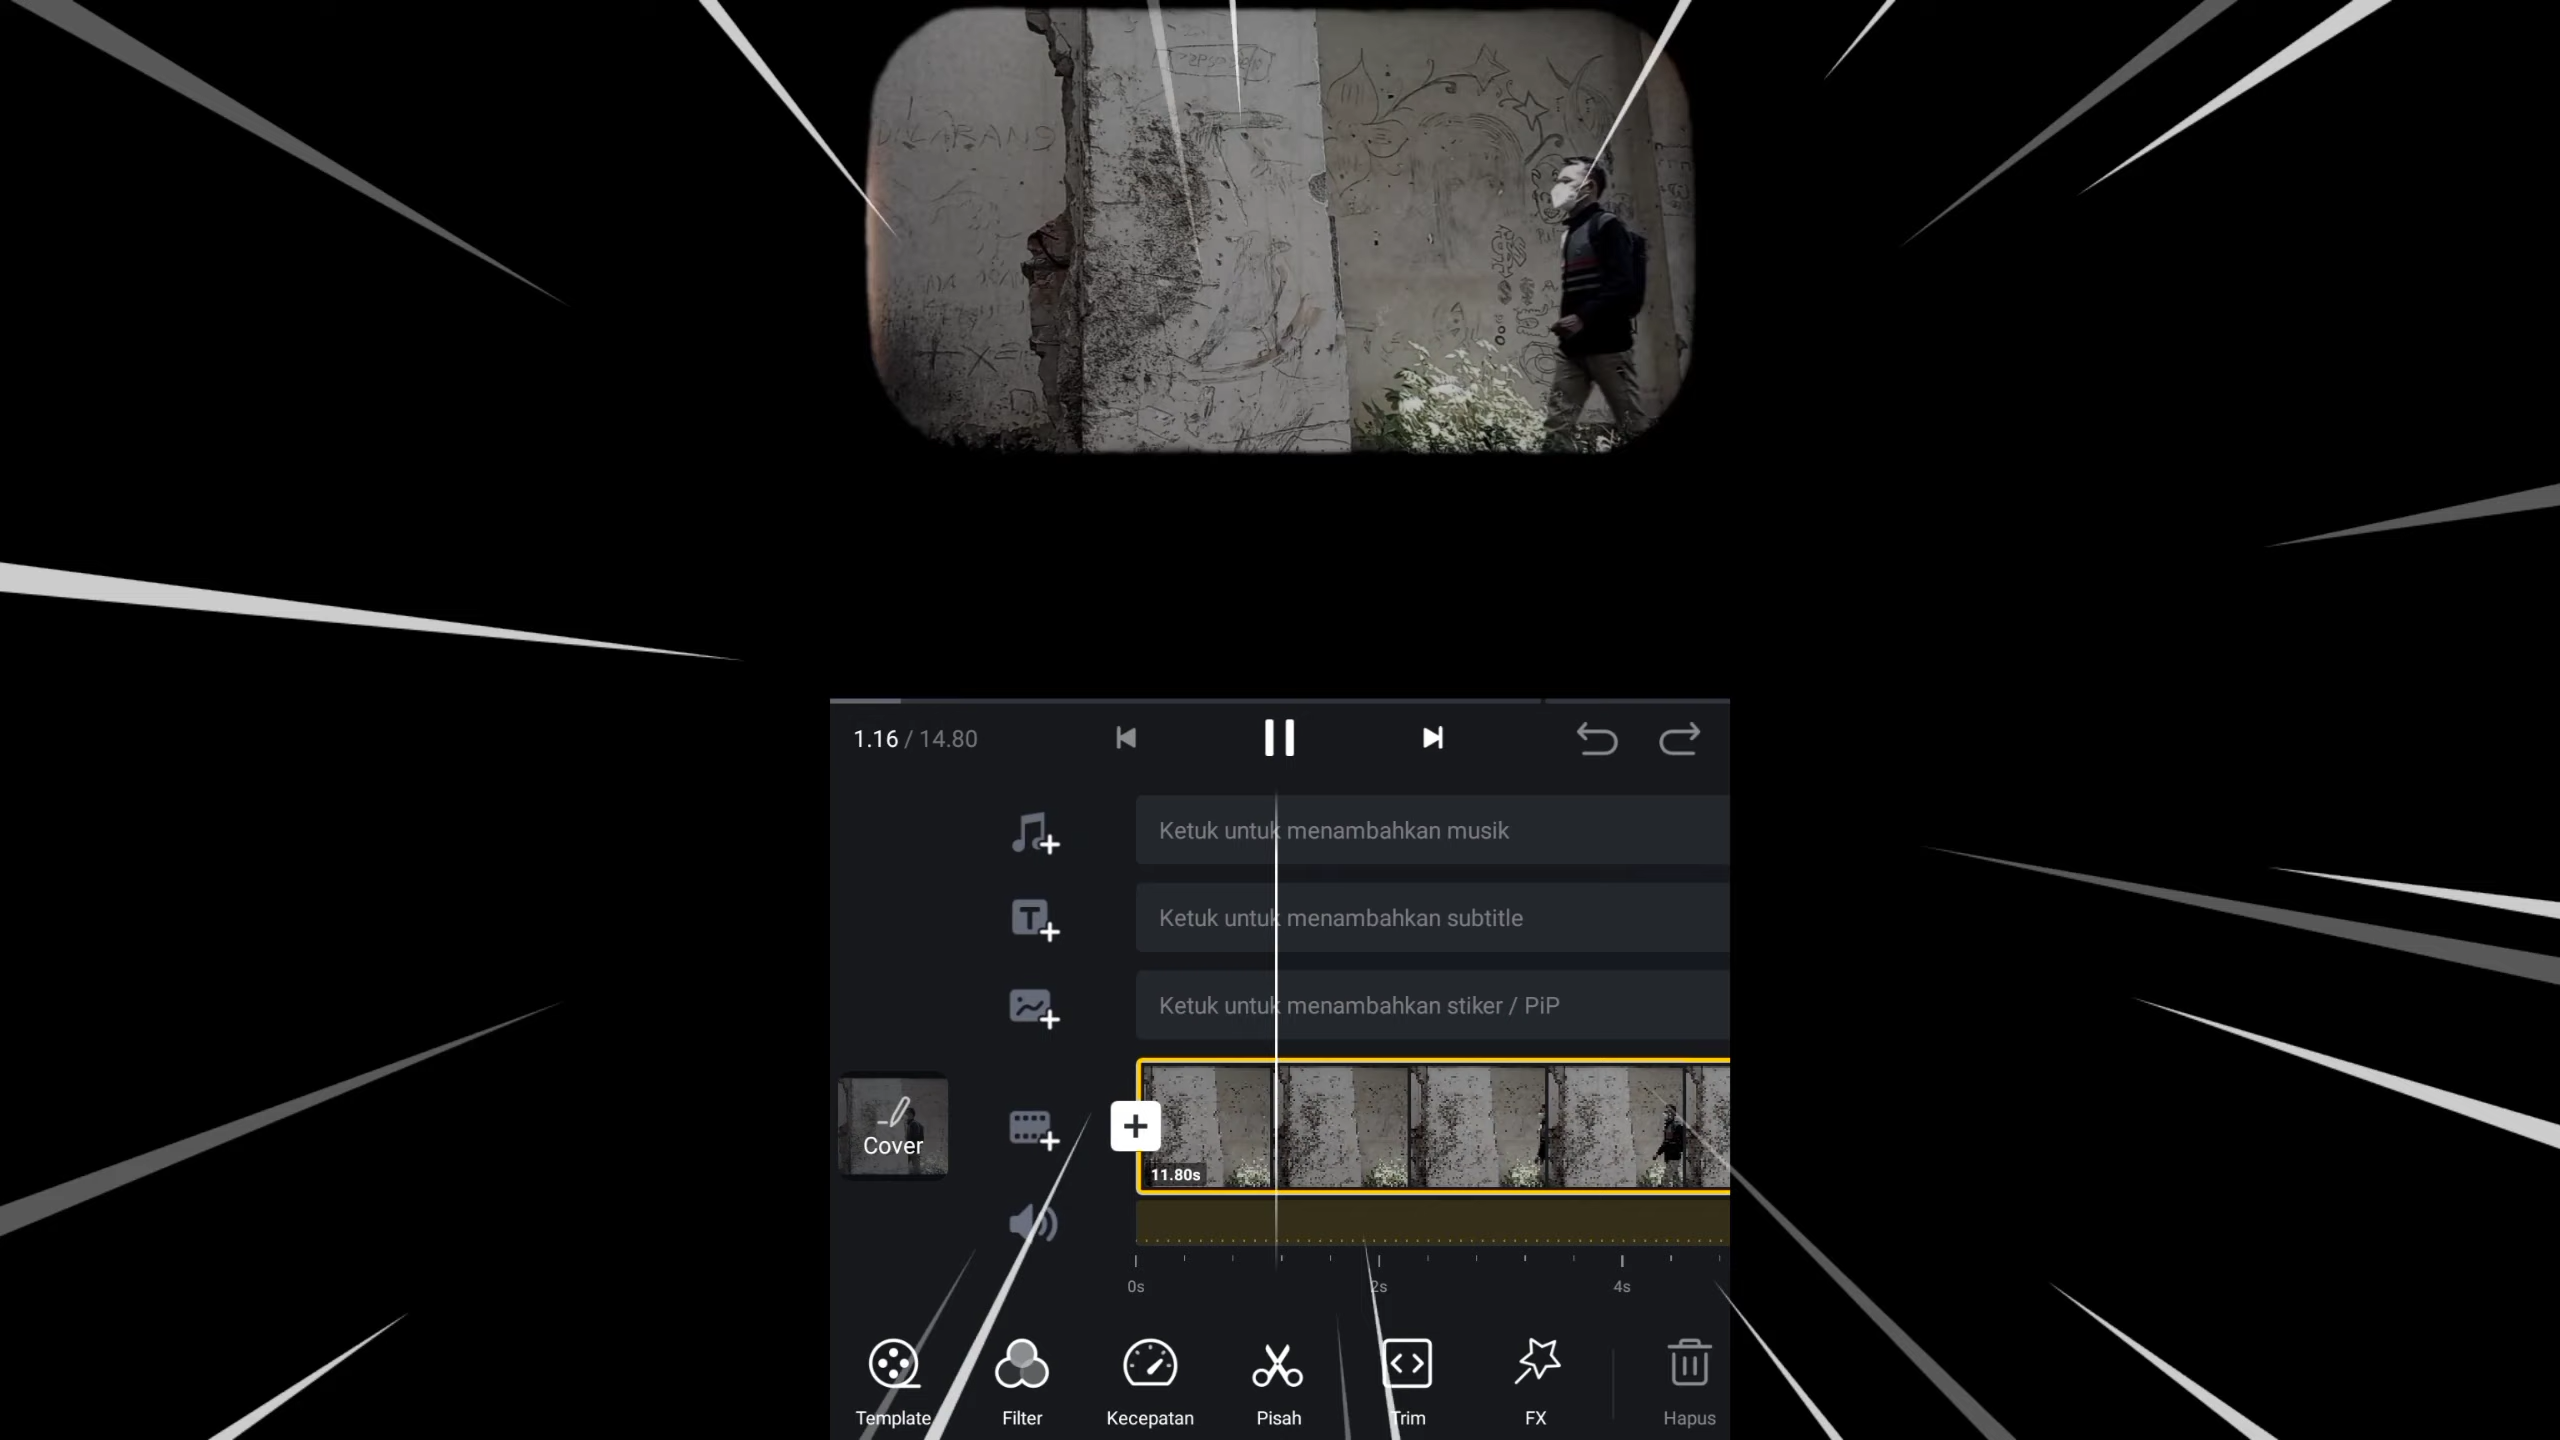 DILABANG
1.16 / 14.80
Ketuk untuk menambahkan musik
Ketuk untuk menambahkan subtitle
Ketuk untuk menambahkan stiker / PiP
Cover
11.80s
0s 2s 4s
Template Filter Kecepatan Pisah Trim FX Hapus